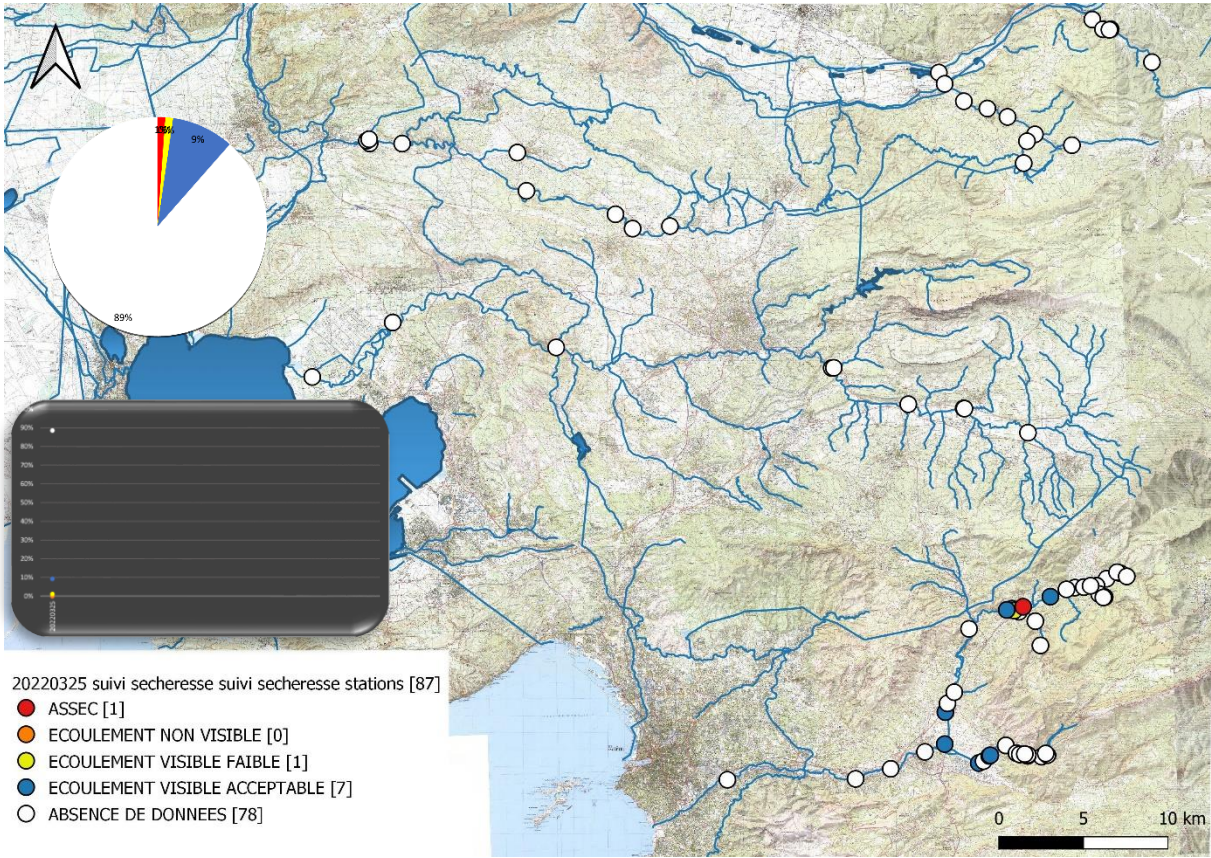 1%
9%
89%
90%
80%
70%
60%
50%
40%
30%
20%
10%
0%
20220325
20220325 suivi secheresse suivi secheresse stations [87]
ASSEC [1]
ECOULEMENT NON VISIBLE [0]
ECOULEMENT VISIBLE FAIBLE [1]
ECOULEMENT VISIBLE ACCEPTABLE [7]
ABSENCE DE DONNEES [78]
0 5 10 km